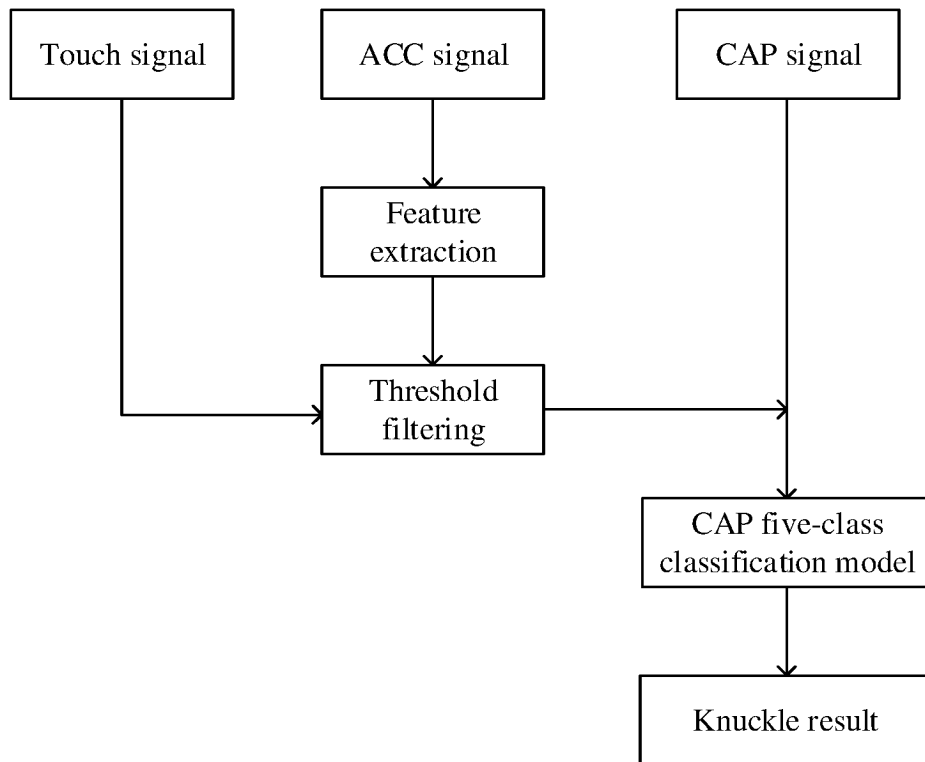 Touch signal
ACC signal
CAP signal
Feature
extraction
Threshold
filtering
CAP five-class
classification model
Knuckle result